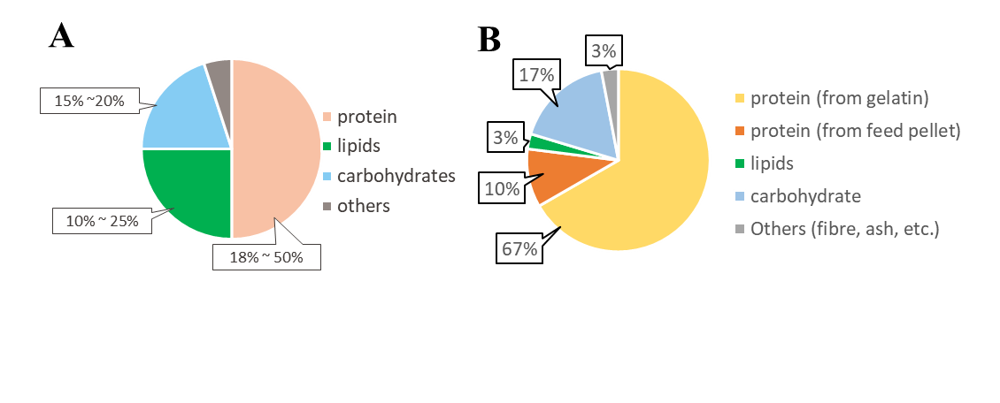 A
15% ~20%
10% ~ 25%
18% ~ 50%
protein
lipids
carbohydrates
others
B
3%
17%
3%
10%
67%
protein (from gelatin)
protein (from feed pellet)
lipids
carbohydrate
Others (fibre, ash, etc.)